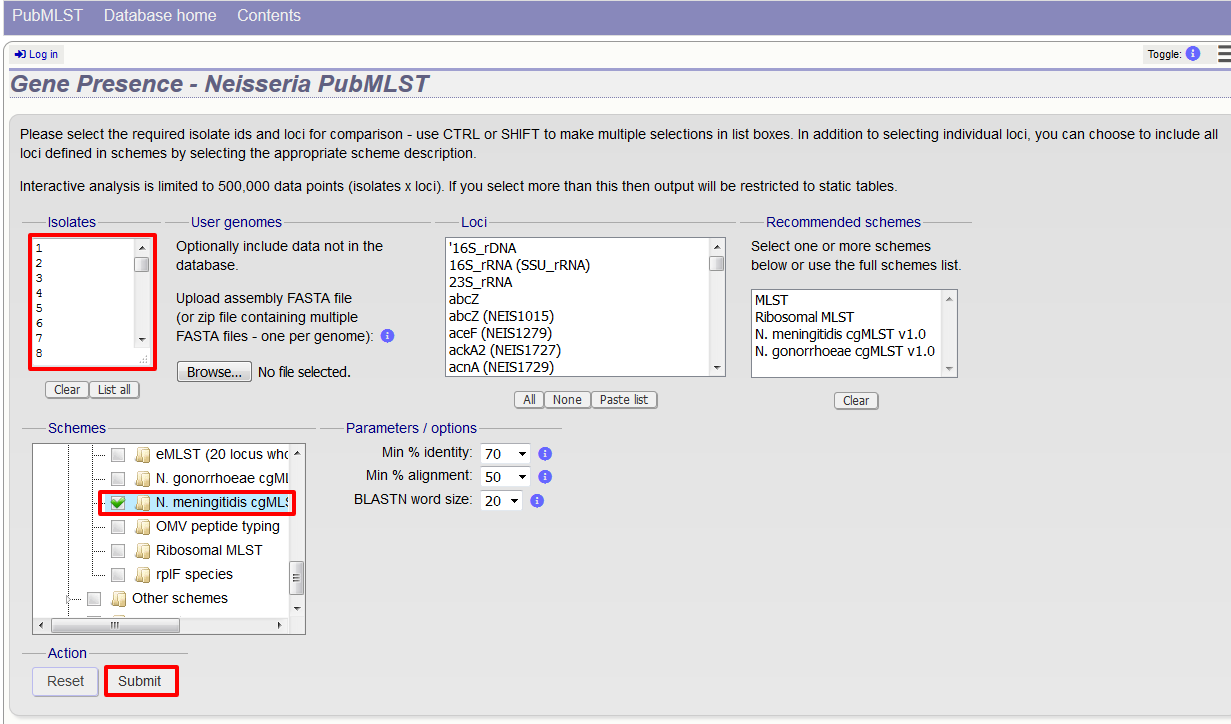 PubMLST Database home Contents
Log in
Toggle: i
Gene Presence - Neisseria PubMLST
Please select the required isolate ids and loci for comparison - use CTRL or SHIFT to make multiple selections in list boxes. In addition to selecting individual loci, you can choose to include all
loci defined in schemes by selecting the appropriate scheme description.
Interactive analysis is limited to 500,000 data points (isolates x loci). If you select more than this then output will be restricted to static tables.
Isolates
1
2
3
4
5
6
7
8
Clear List all
User genomes
Optionally include data not in the
database.
Upload assembly FASTA file
(or zip file containing multiple
FASTA files - one per genome): i
Browse... No file selected.
Loci
'16S_rDNA
16S_rRNA (SSU_rRNA)
23S_rRNA
abcZ
abcZ (NEIS1015)
aceF (NEIS1279)
ackA2 (NEIS1727)
acnA (NEIS1729)
All None Paste list
Recommended schemes
Select one or more schemes
below or use the full schemes list.
MLST
Ribosomal MLST
N. meningitidis cgMLST v1.0
N. gonorrhoeae cgMLST v1.0
Clear
Schemes
eMLST (20 locus who
N. gonorrhoeae cgML
N. meningitidis cgMLS
OMV peptide typing
Ribosomal MLST
rplF species
Other schemes
Parameters / options
Min % identity: 70 i
Min % alignment: 50 i
BLASTN word size: 20 i
Action
Reset Submit